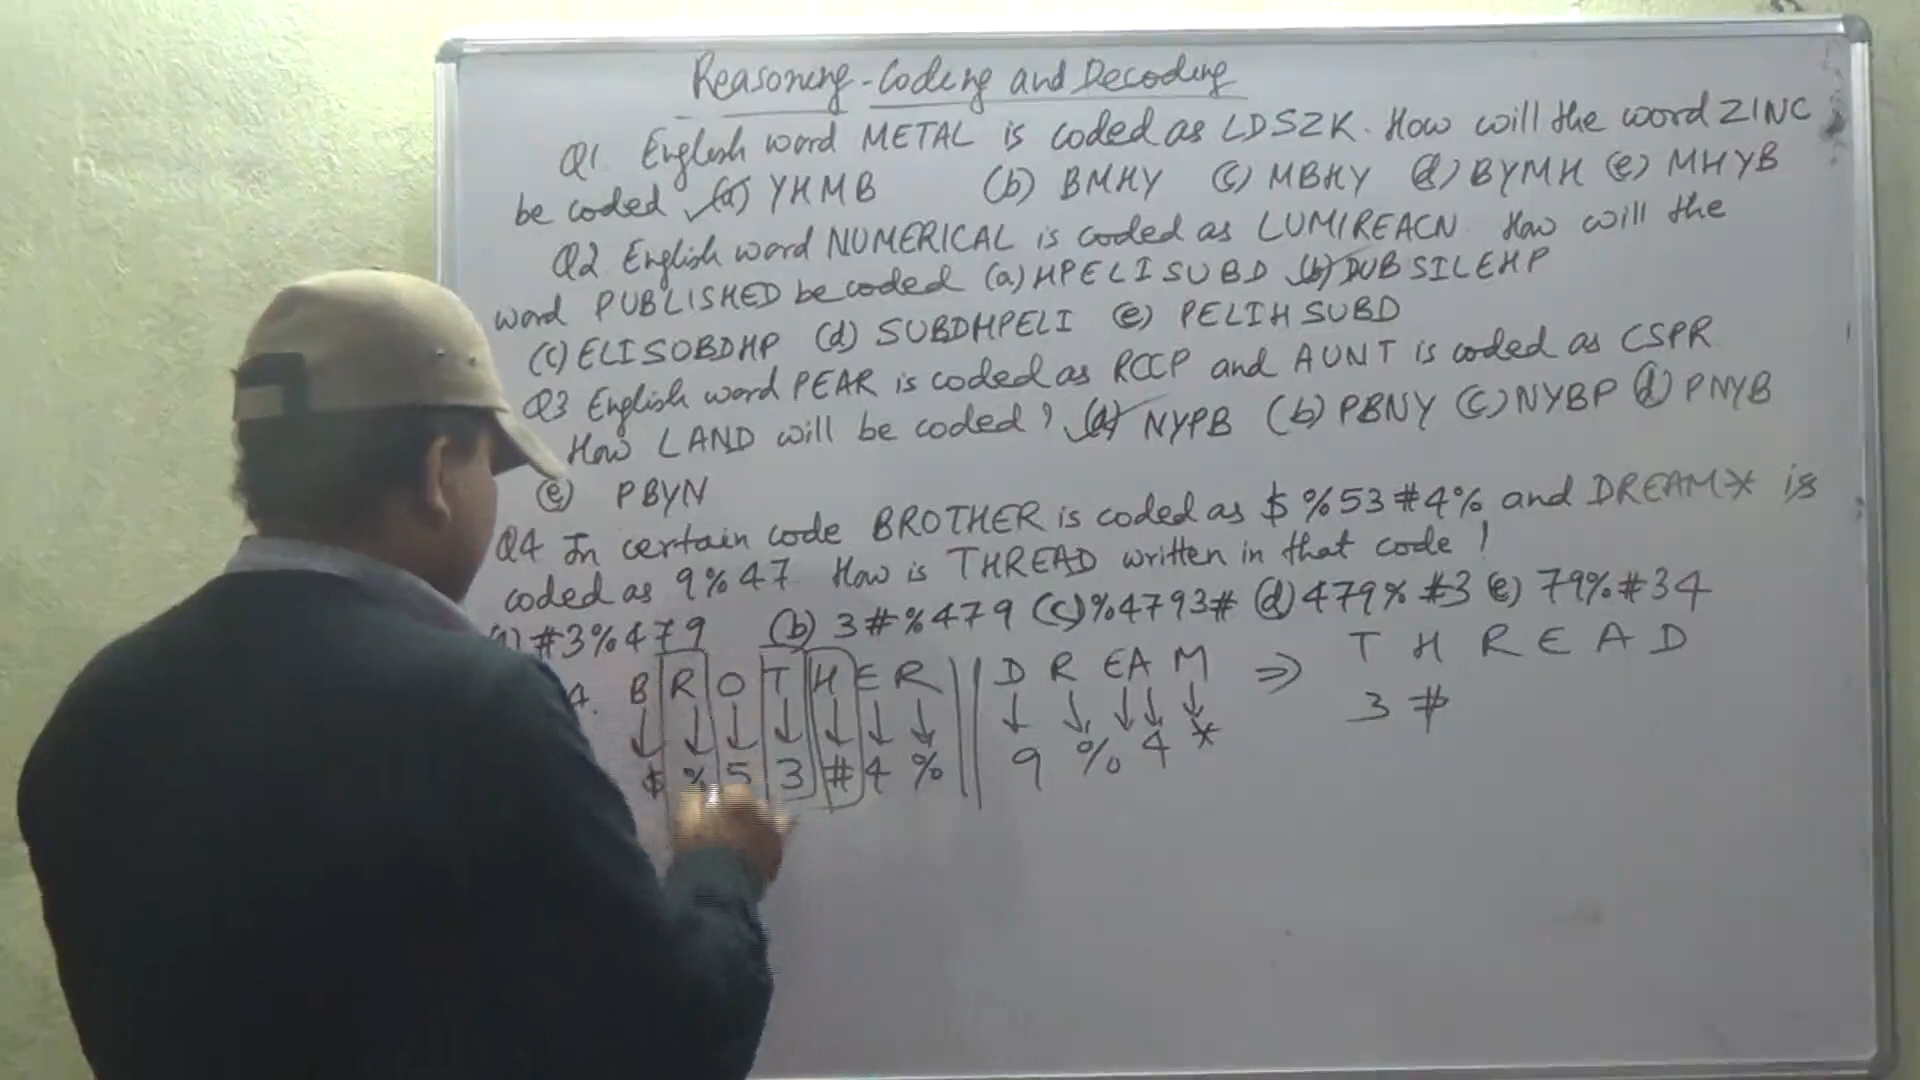 Reasoning-Coding and Decoding
Q1. English word METAL is coded as LDSZK. How will the word ZINC
be coded (a) YHMB (b) BMHY (c) MBHY (d) BYMH (e) MHYB
Q2 English word NUMERICAL is coded as LUMIREACN. How will the
word PUBLISHED be coded (a) HPELISUBD (b) DUBSILEHP
(c) ELISOBDHP (d) SUBDHPELI (e) PELIHSUBD
Q3 English word PEAR is coded as RCCP and AUNT is coded as CSPR
How LAND will be coded? (a) NYPB (b) PBNY (c) NYBP (d) PNYB
(e) PBYN
Q4 In certain code BROTHER is coded as $%53#4% and DREAM* is
coded as 9%47. How is THREAD written in that code!
#3%479 (b) 3#%479 (c) %4793# (d) 479%#3 (e) 79%#34
4. B R O T H E R || D R E A M ⇒ T H R E A D
↓ ↓ ↓ ↓ ↓ ↓ ↓ ↓ ↓ ↓ ↓ ↓ 3 #
$ % 5 3 # 4 % 9 % 4 *